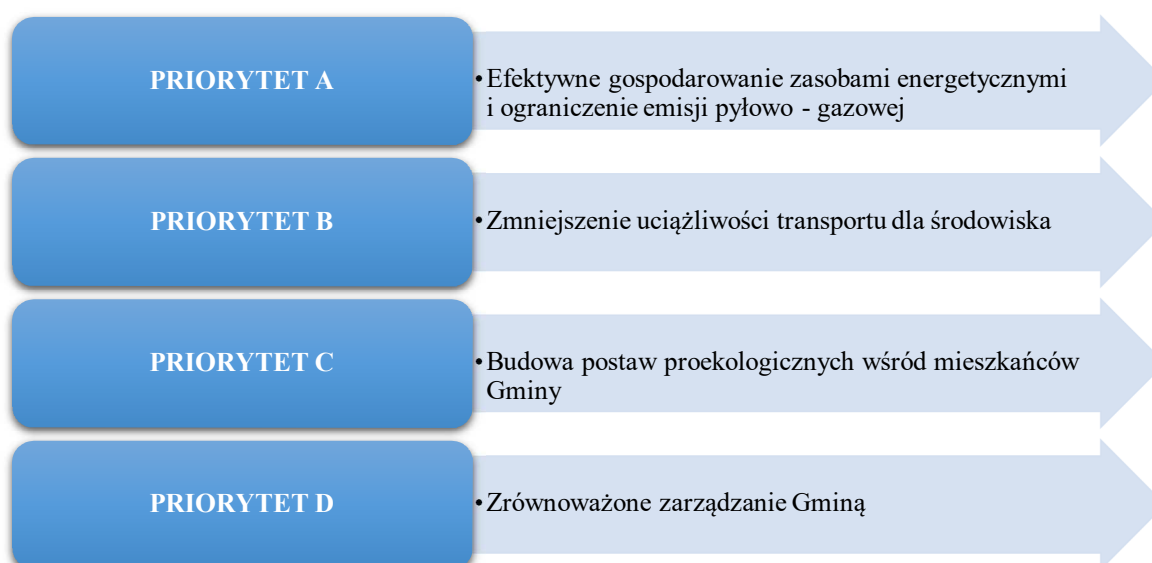 PRIORYTET A
•Efektywne gospodarowanie zasobami energetycznymi
i ograniczenie emisji pyłowo - gazowej
PRIORYTET B
•Zmniejszenie uciążliwości transportu dla środowiska
PRIORYTET C
•Budowa postaw proekologicznych wśród mieszkańców
Gminy
PRIORYTET D
•Zrównoważone zarządzanie Gminą